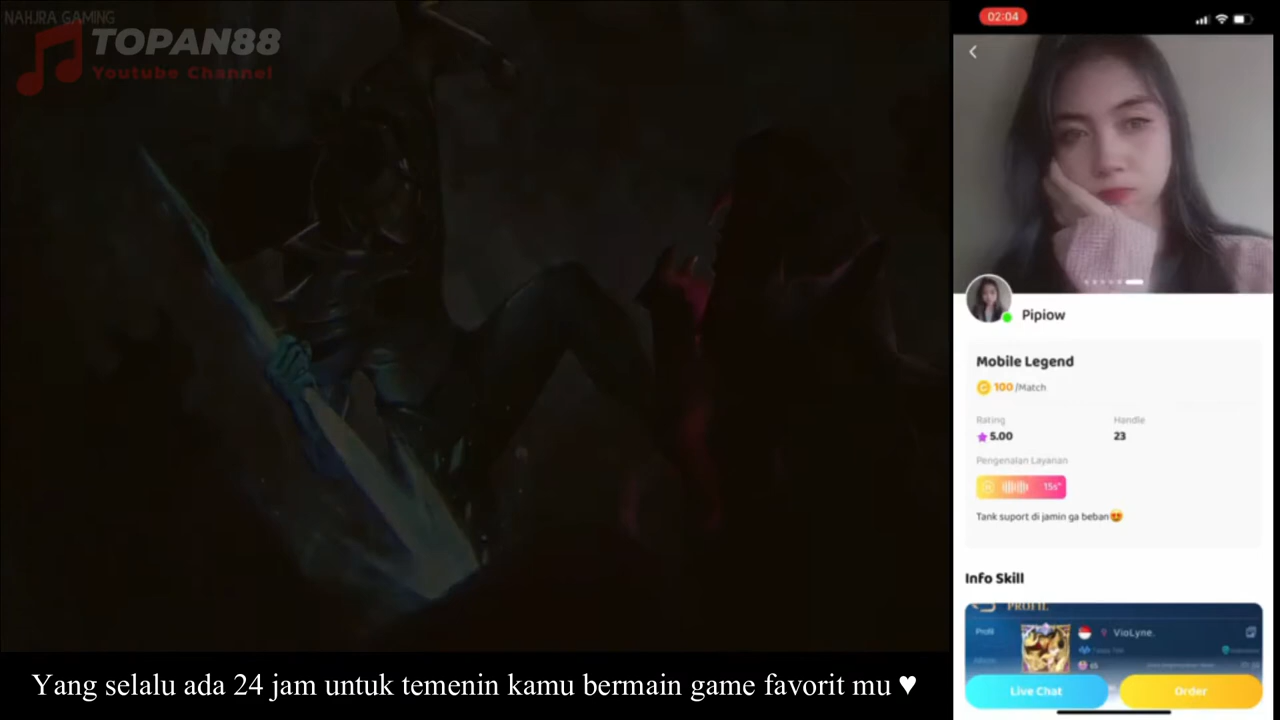 NAHJRA GAMING
TOPAN88
Youtube Channel
Yang selalu ada 24 jam untuk temenin kamu bermain game favorit mu ♥
02:04
Pipiow
Mobile Legend
100 /Match
Rating
Handle
5.00
23
Pengenalan Layanan
15s"
Tank suport di jamin ga beban😍
Info Skill
PROFIL
Profil
VioLyne.
Live Chat
Order